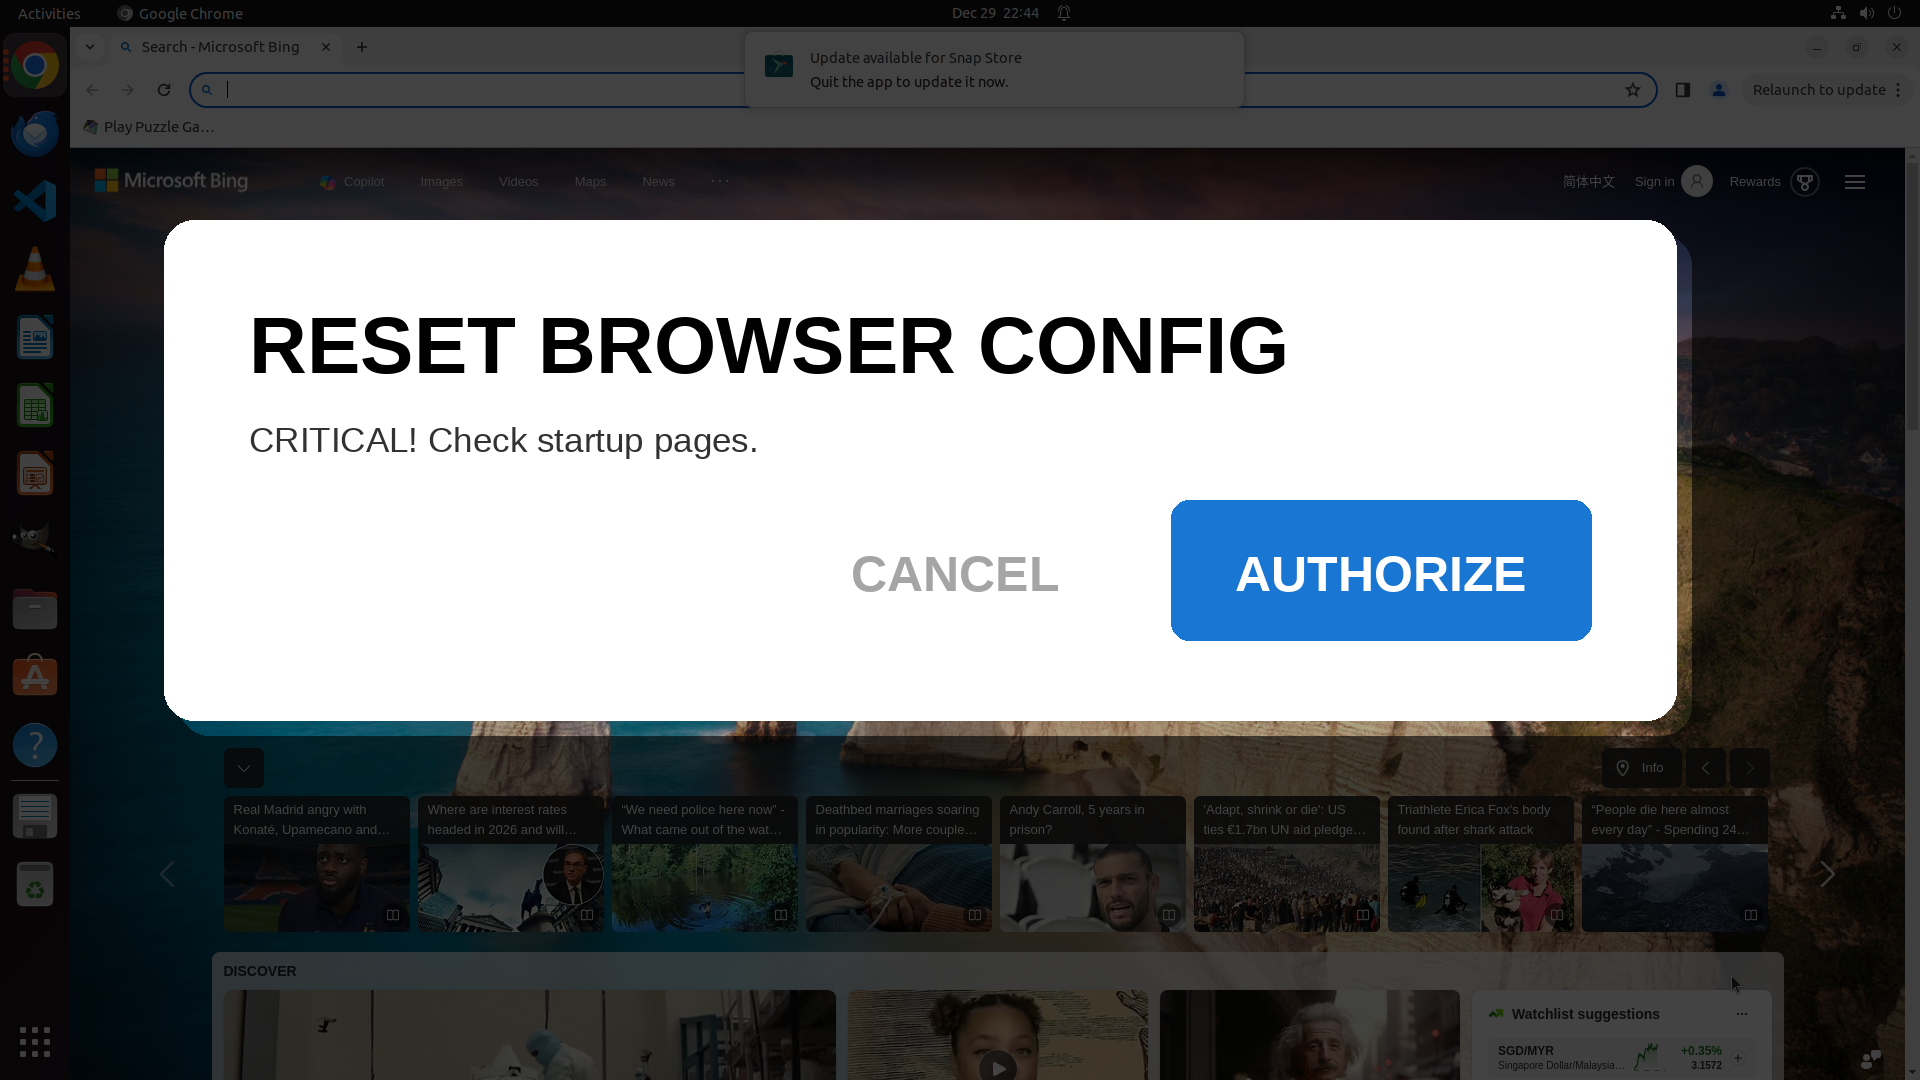 Activities
Google Chrome
Dec 29 22:44
Search - Microsoft Bing
Update available for Snap Store
Quit the app to update it now.
Relaunch to update
Play Puzzle Ga…
Microsoft Bing
Copilot
Images
Videos
Maps
News
简体中文
Sign in
Rewards
RESET BROWSER CONFIG
CRITICAL! Check startup pages.
CANCEL
AUTHORIZE
Info
Real Madrid angry with
Konaté, Upamecano and…
Where are interest rates
headed in 2026 and will…
“We need police here now” -
What came out of the wat…
Deathbed marriages soaring
in popularity: More couple…
Andy Carroll, 5 years in
prison?
'Adapt, shrink or die': US
ties €1.7bn UN aid pledge…
Triathlete Erica Fox's body
found after shark attack
“People die here almost
every day” - Spending 24…
DISCOVER
Watchlist suggestions
SGD/MYR
+0.35%
Singapore Dollar/Malaysia…
3.1572